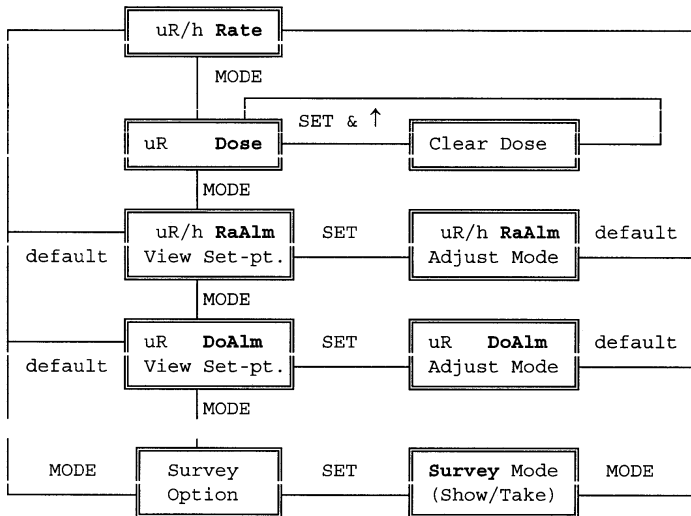 uR/h Rate
MODE
SET & ↑
uR Dose
Clear Dose
MODE
uR/h RaAlm
View Set-pt.
SET
uR/h RaAlm
Adjust Mode
default
default
MODE
uR DoAlm
View Set-pt.
SET
uR DoAlm
Adjust Mode
default
default
MODE
MODE
Survey
Option
SET
Survey Mode
(Show/Take)
MODE